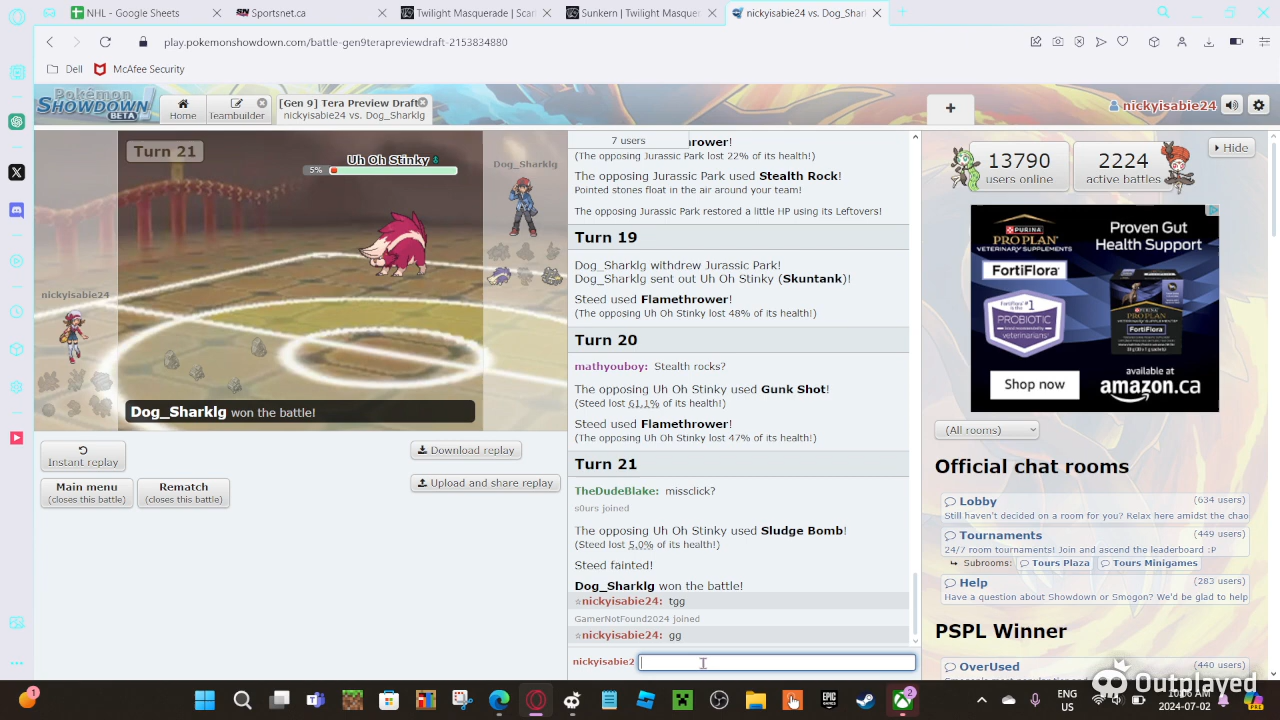 NHL - Google Sheets
Sportsnet.ca
Twilight Masquerade | Scarl
Sunkern | Twilight Masquer
nickyisabie24 vs. Dog_Shar
play.pokemonshowdown.com/battle-gen9terapreviewdraft-2153834880
Dell
McAfee Security
Pokémon
SHOWDOWN!
BETA
Home
Teambuilder
[Gen 9] Tera Preview Draft
nickyisabie24 vs. Dog_Sharklg
+
nickyisabie24
Turn 21
Uh Oh Stinky
5%
Dog_Sharklg
nickyisabie24
Dog_Sharklg won the battle!
Instant replay
Download replay
Upload and share replay
Main menu
(closes this battle)
Rematch
(closes this battle)
7 users
rower!
(The opposing Jurassic Park lost 22% of its health!)
The opposing Jurassic Park used Stealth Rock!
Pointed stones float in the air around your team!
The opposing Jurassic Park restored a little HP using its Leftovers!
Turn 19
Dog_Sharklg withdrew Jurassic Park!
Dog_Sharklg sent out Uh Oh Stinky (Skuntank)!
Steed used Flamethrower!
(The opposing Uh Oh Stinky lost 48% of its health!)
Turn 20
mathyouboy: Stealth rocks?
The opposing Uh Oh Stinky used Gunk Shot!
(Steed lost 61.1% of its health!)
Steed used Flamethrower!
(The opposing Uh Oh Stinky lost 47% of its health!)
Turn 21
TheDudeBlake: missclick?
s0urs joined
The opposing Uh Oh Stinky used Sludge Bomb!
(Steed lost 5.0% of its health!)
Steed fainted!
Dog_Sharklg won the battle!
☆nickyisabie24: tgg
GamerNotFound2024 joined
☆nickyisabie24: gg
nickyisabie2
13790
users online
2224
active battles
Hide
PURINA
PRO PLAN
VETERINARY SUPPLEMENTS
FortiFlora
#1
PROBIOTIC
Shop now
Proven Gut
Health Support
available at
amazon.ca
(All rooms)
Official chat rooms
Lobby
(634 users)
Still haven't decided on a room for you? Relax here amidst the chao
Tournaments
(449 users)
24/7 room tournaments! Join and ascend the leaderboard :P
Subrooms: Tours Plaza Tours Minigames
Help
(283 users)
Have a question about Showdown or Smogon? We'd be glad to help
PSPL Winner
OverUsed
(440 users)
Outplayed
ENG
US
2024-07-02